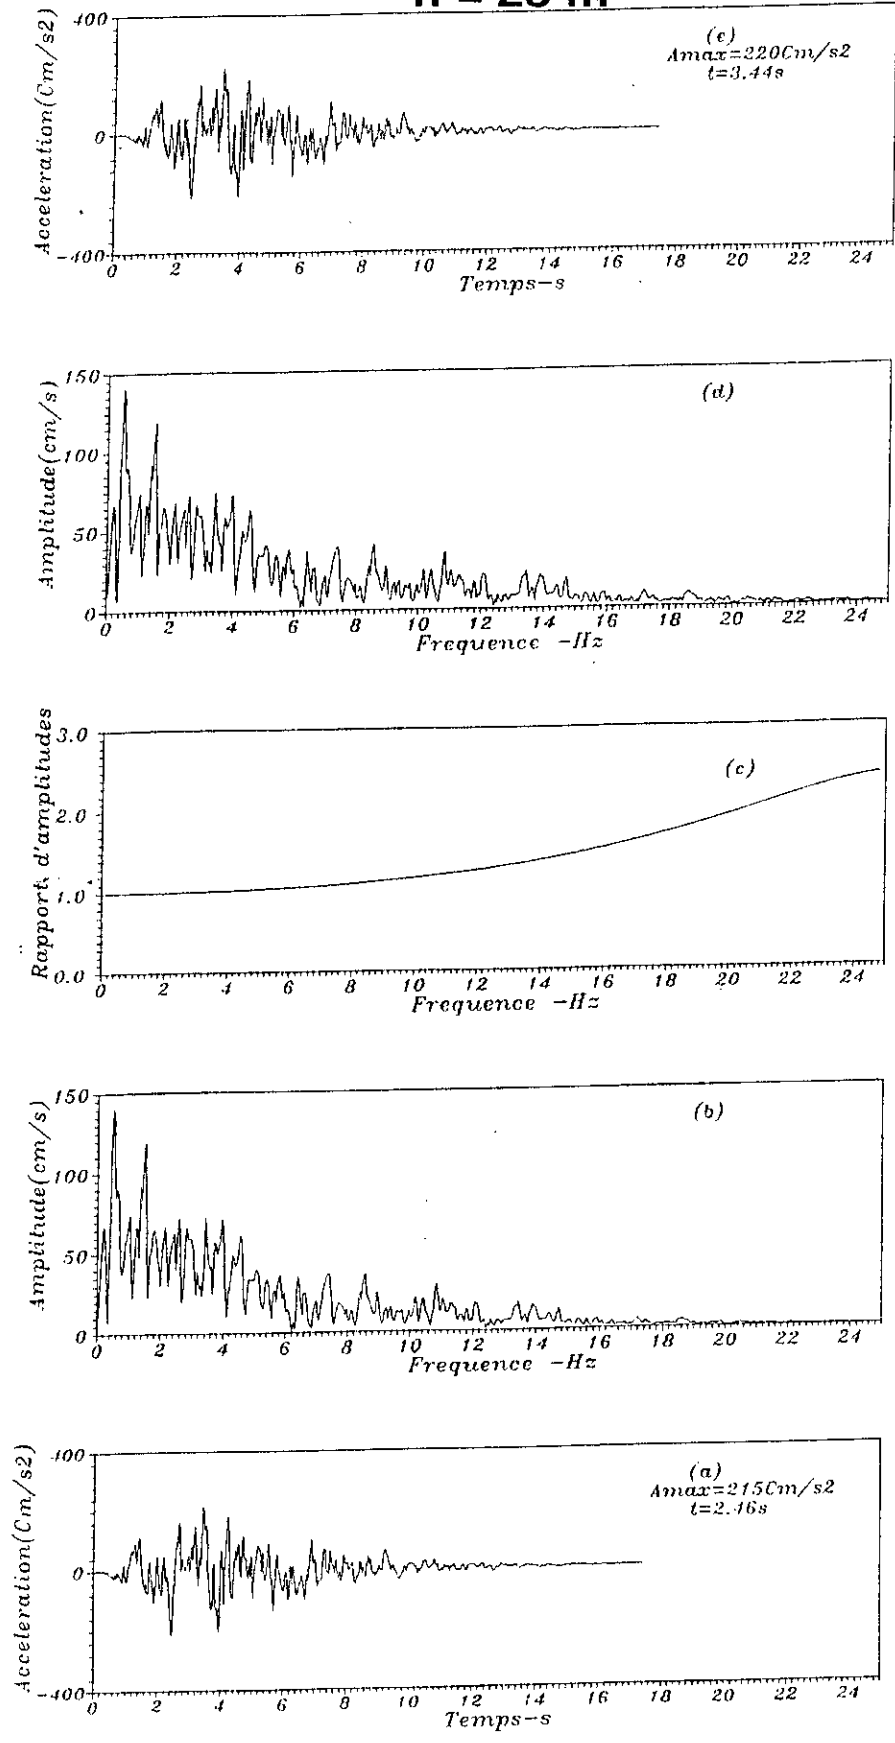 400
(e)
Amax=220Cm/s2
t=3.44s
Acceleration(Cm/s2)
0
-400
0 2 4 6 8 10 12 14 16 18 20 22 24
Temps-s
150
(d)
100
Amplitude(cm/s)
50
0
0 2 4 6 8 10 12 14 16 18 20 22 24
Frequence -Hz
3.0
(c)
2.0
Rapport d'amplitudes
1.0
0.0
0 2 4 6 8 10 12 14 16 18 20 22 24
Frequence -Hz
150
(b)
100
Amplitude(cm/s)
50
0
0 2 4 6 8 10 12 14 16 18 20 22 24
Frequence -Hz
400
(a)
Amax=215Cm/s2
t=2.46s
Acceleration(Cm/s2)
0
-400
0 2 4 6 8 10 12 14 16 18 20 22 24
Temps-s